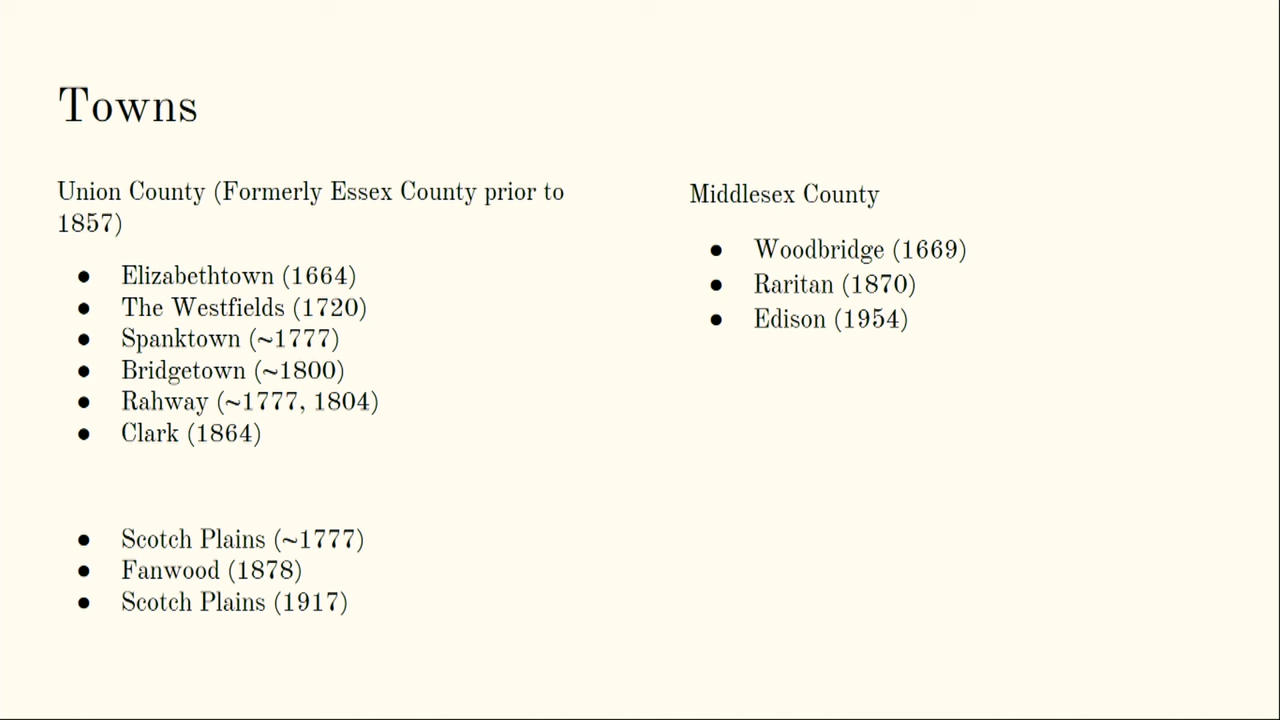 Towns
Union County (Formerly Essex County prior to
1857)
● Elizabethtown (1664)
● The Westfields (1720)
● Spanktown (~1777)
● Bridgetown (~1800)
● Rahway (~1777, 1804)
● Clark (1864)
● Scotch Plains (~1777)
● Fanwood (1878)
● Scotch Plains (1917)
Middlesex County
● Woodbridge (1669)
● Raritan (1870)
● Edison (1954)